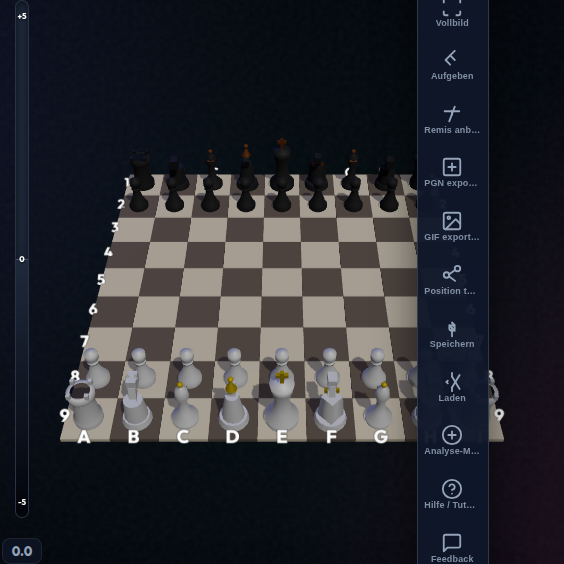 +5
0
-5
0.0
1
2
3
4
5
6
7
8
9
A B C D E F G H I
9
Vollbild
Aufgeben
Remis anb...
PGN expo...
GIF export...
Position t...
Speichern
Laden
Analyse-M...
Hilfe / Tut...
Feedback